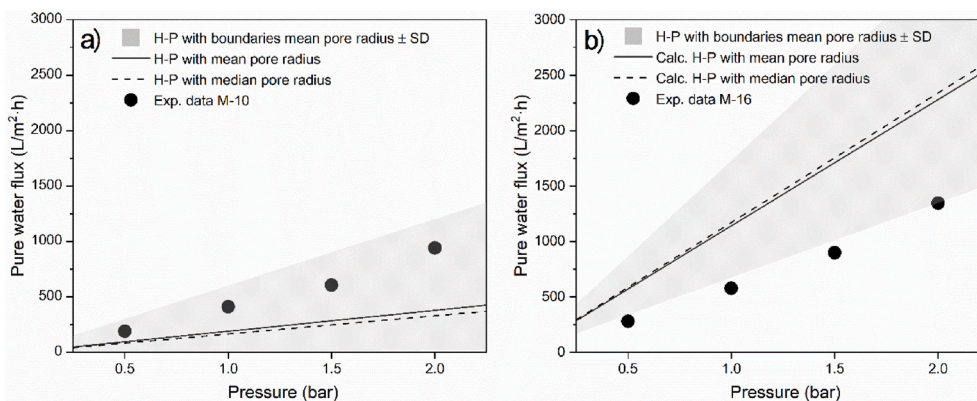 a)
H-P with boundaries mean pore radius ± SD
H-P with mean pore radius
H-P with median pore radius
Exp. data M-10
Pure water flux (L/m²·h)
3000
2500
2000
1500
1000
500
0
0.5 1.0 1.5 2.0
Pressure (bar)
b)
H-P with boundaries mean pore radius ± SD
Calc. H-P with mean pore radius
Calc. H-P with median pore radius
Exp. data M-16
Pure water flux (L/m²·h)
3000
2500
2000
1500
1000
500
0
0.5 1.0 1.5 2.0
Pressure (bar)